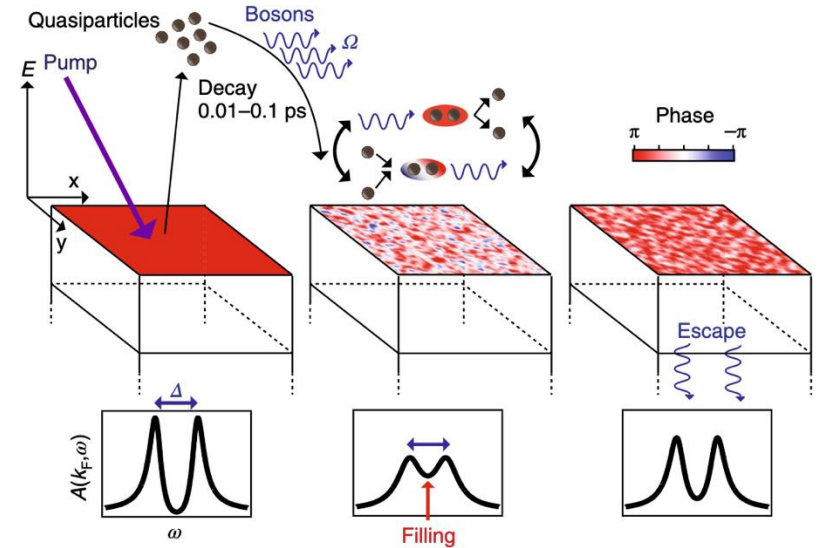 Quasiparticles
Bosons
Ω
E
Pump
Decay
0.01–0.1 ps
x
y
Phase
π
–π
Escape
Δ
A(kF,ω)
ω
Filling